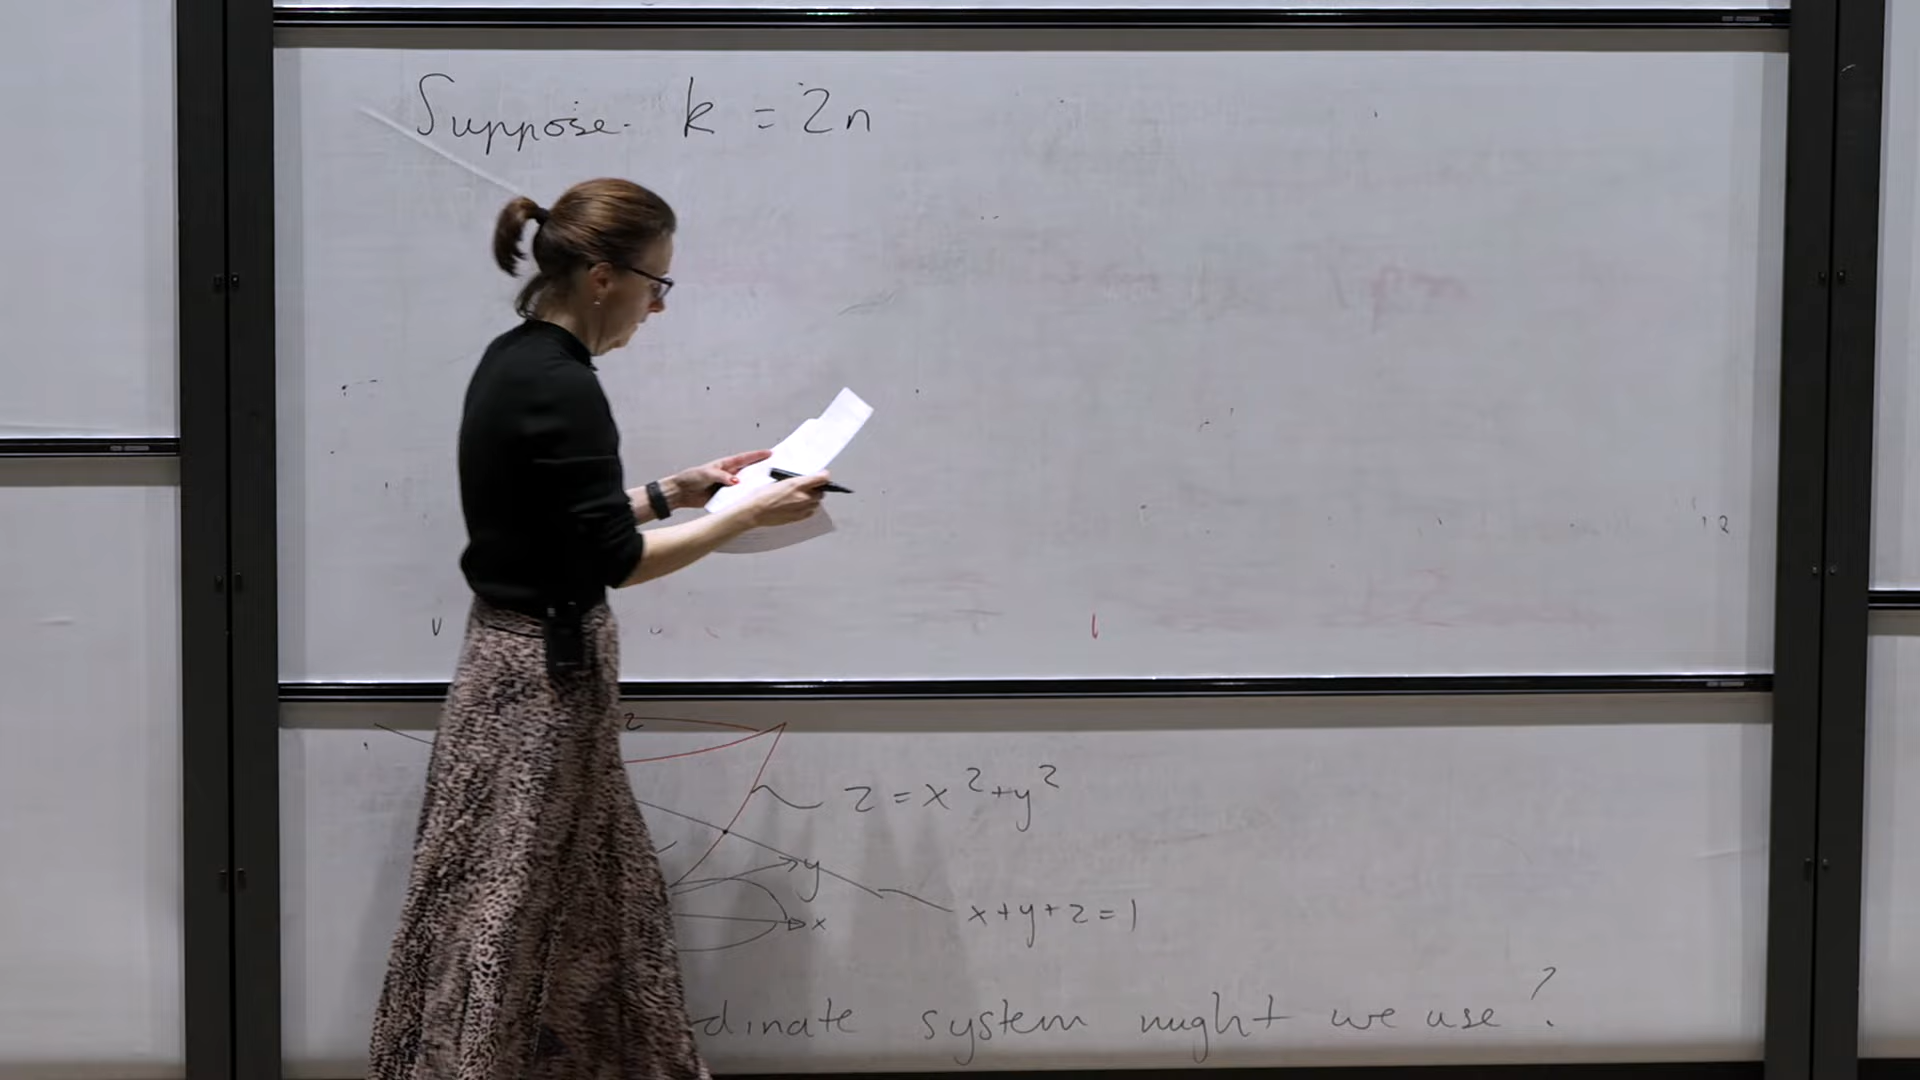 Suppose. k = 2n
z
z = x² + y²
y
x
x + y + z = 1
dinate system might we use ?